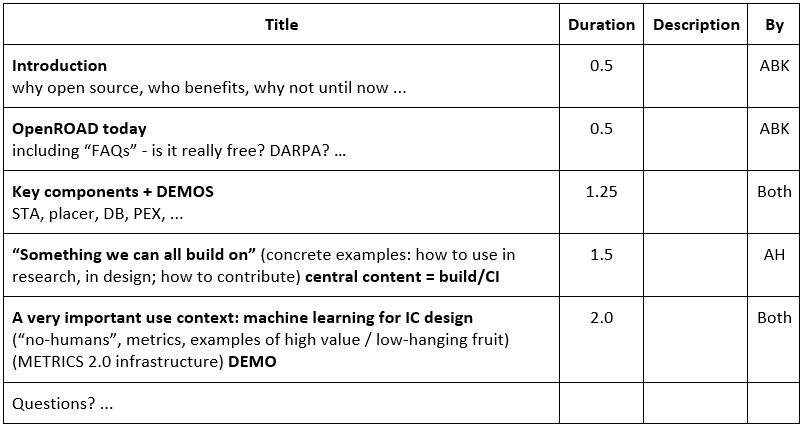 Title Duration Description By
Introduction 0.5 ABK
why open source, who benefits, why not until now ...
OpenROAD today 0.5 ABK
including “FAQs” - is it really free? DARPA? …
Key components + DEMOS 1.25 Both
STA, placer, DB, PEX, ...
“Something we can all build on” (concrete examples: how to use in 1.5 AH
research, in design; how to contribute) central content = build/CI
A very important use context: machine learning for IC design 2.0 Both
(“no-humans”, metrics, examples of high value / low-hanging fruit)
(METRICS 2.0 infrastructure) DEMO
Questions? ...